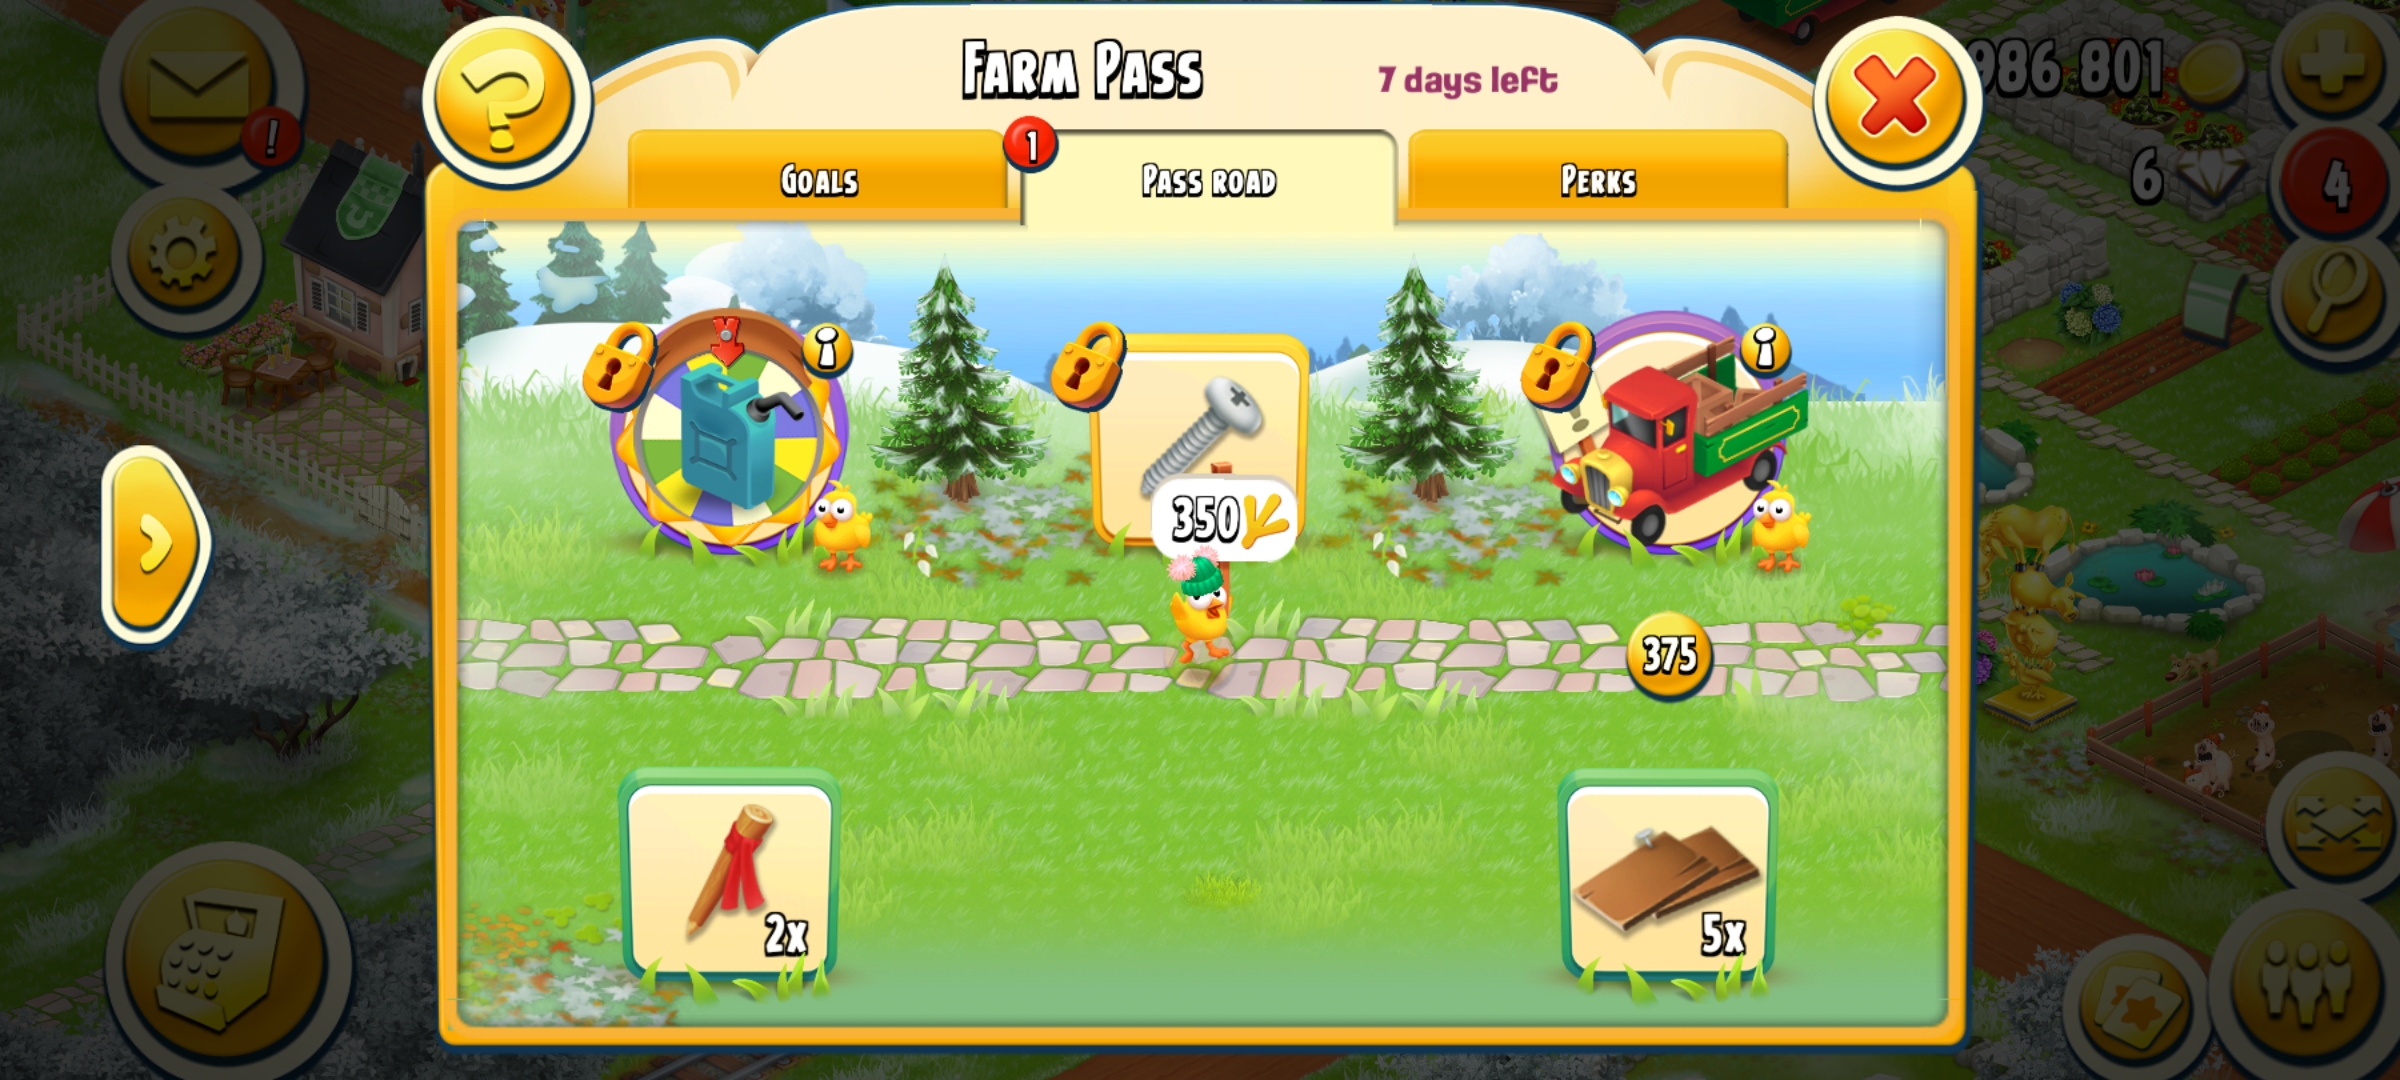 FARM PASS
7 days left
986 801
!
1
GOALS
PASS ROAD
PERKS
6
4
350
375
2x
5x